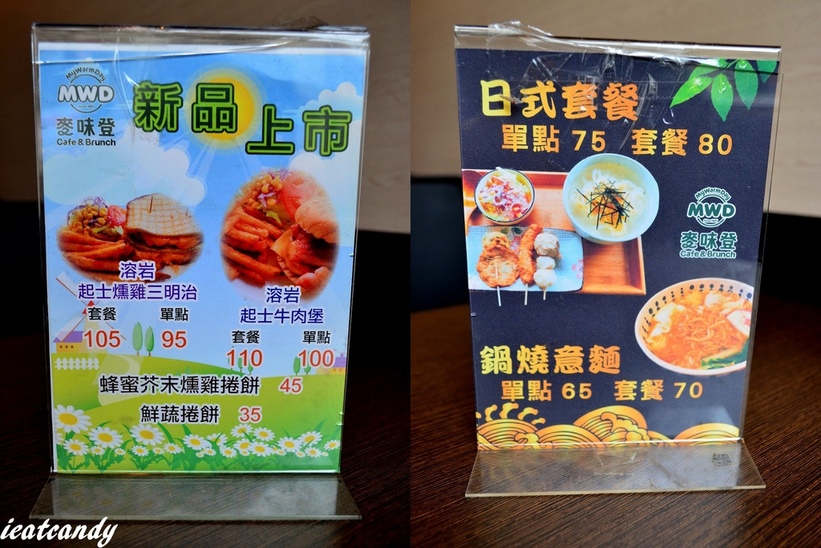 MyWarmDay
MWD
麥味登
Cafe & Brunch
新品上市
溶岩
起士燻雞三明治
套餐 單點
105 95
溶岩
起士牛肉堡
套餐 單點
110 100
蜂蜜芥末燻雞捲餅 45
鮮蔬捲餅 35
日式套餐
單點 75 套餐 80
MyWarmDay
MWD
麥味登
Cafe & Brunch
鍋燒意麵
單點 65 套餐 70
icatcandy